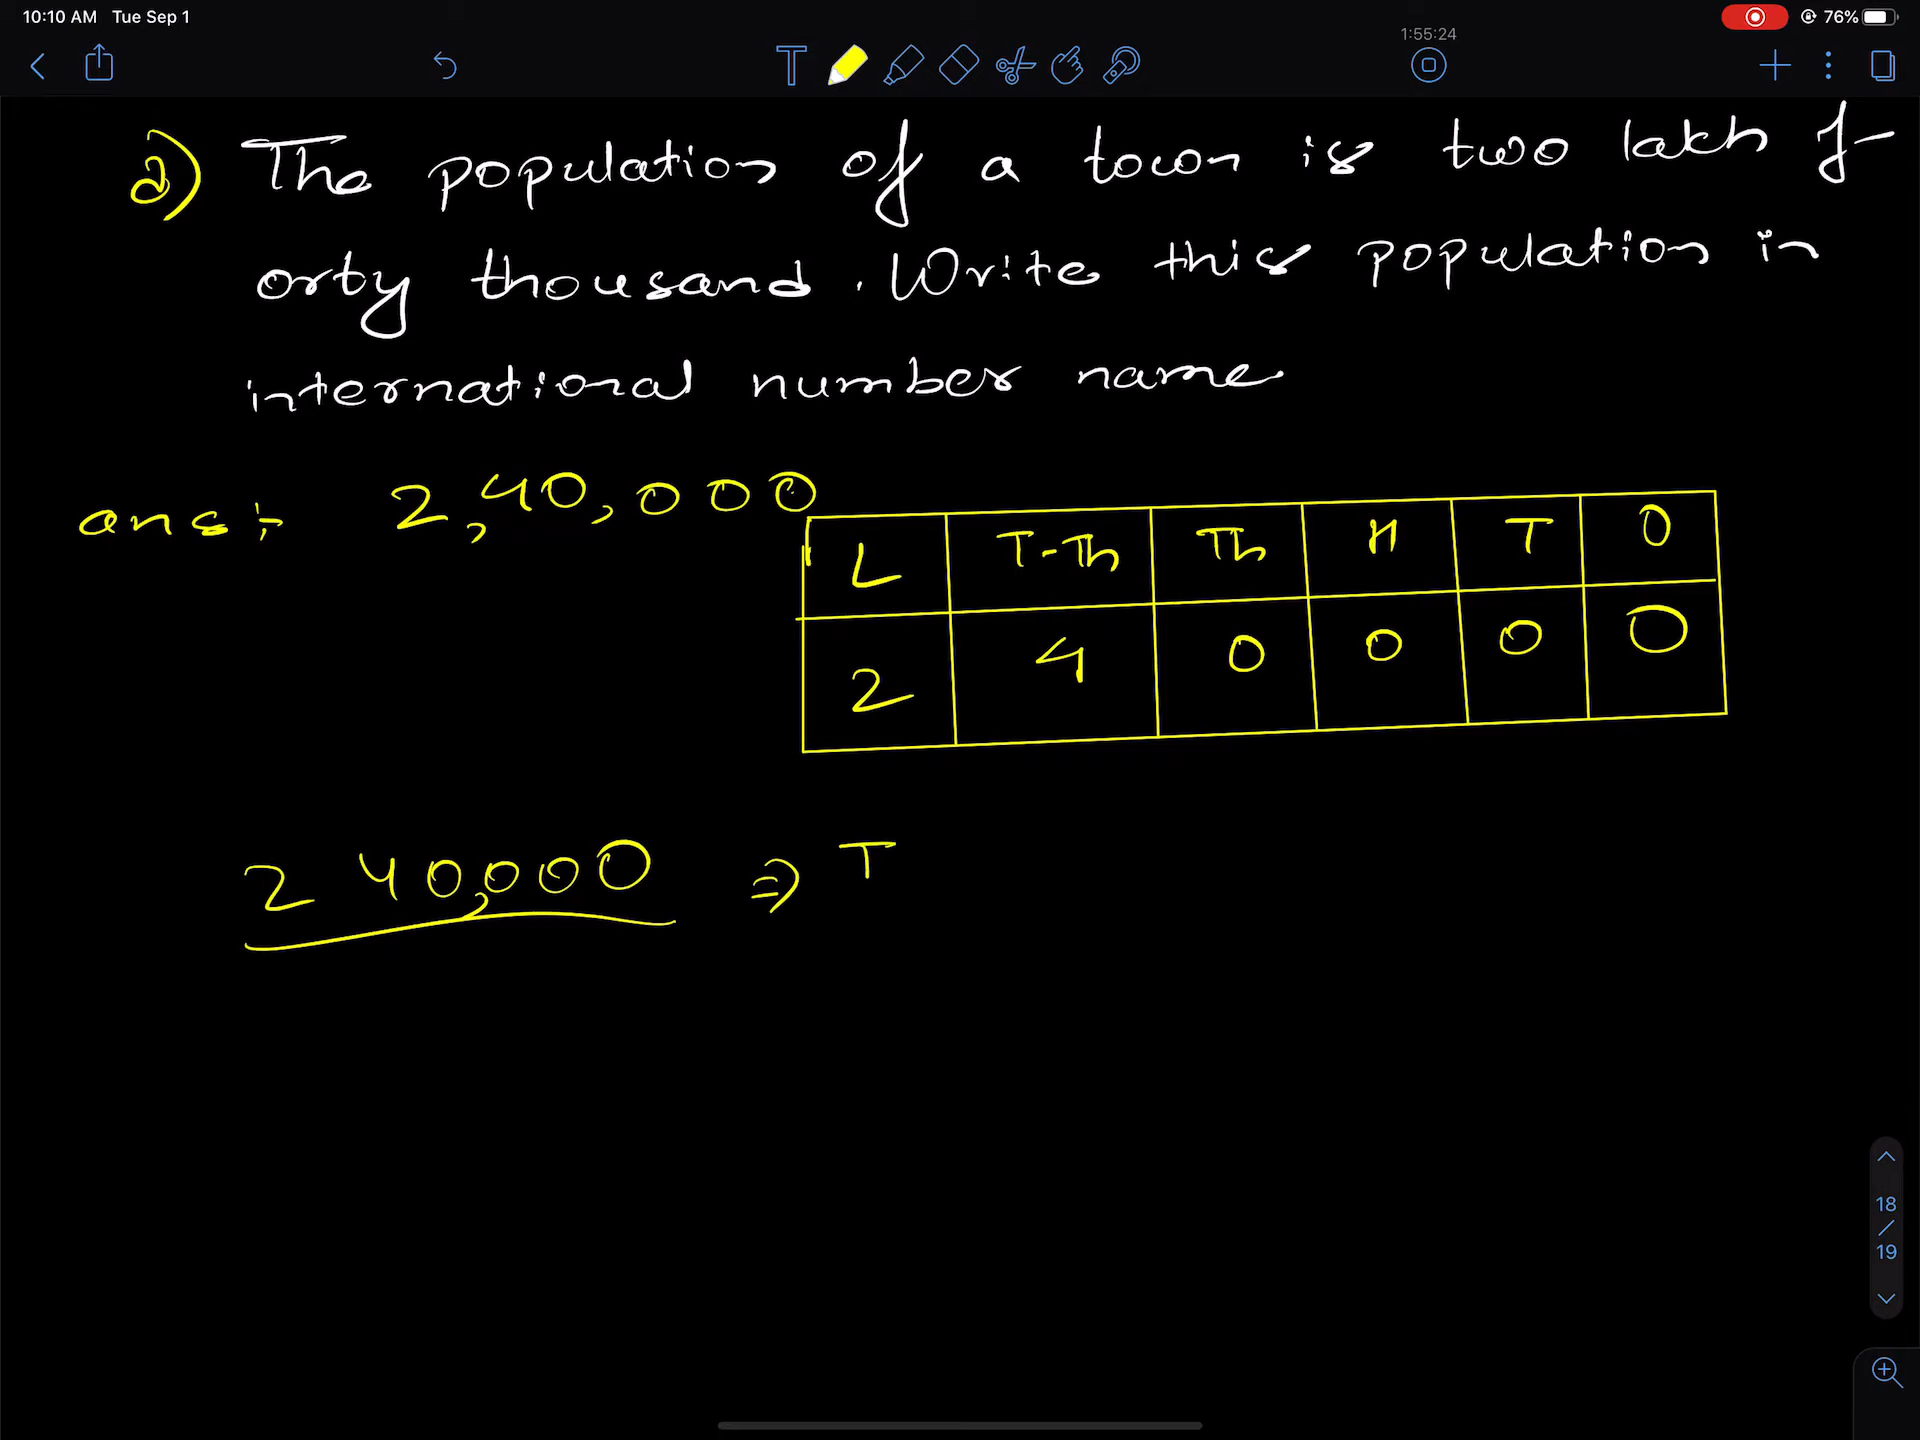 10:10 AM Tue Sep 1
76%
1:55:24
a) The population of a town is two lakh f-
orty thousand. Write this population in
international number name
ans:- 2,40,000
L T-Th Th H T O
2 4 0 0 0 0
2 40,000 ⇒ T
18
/
19